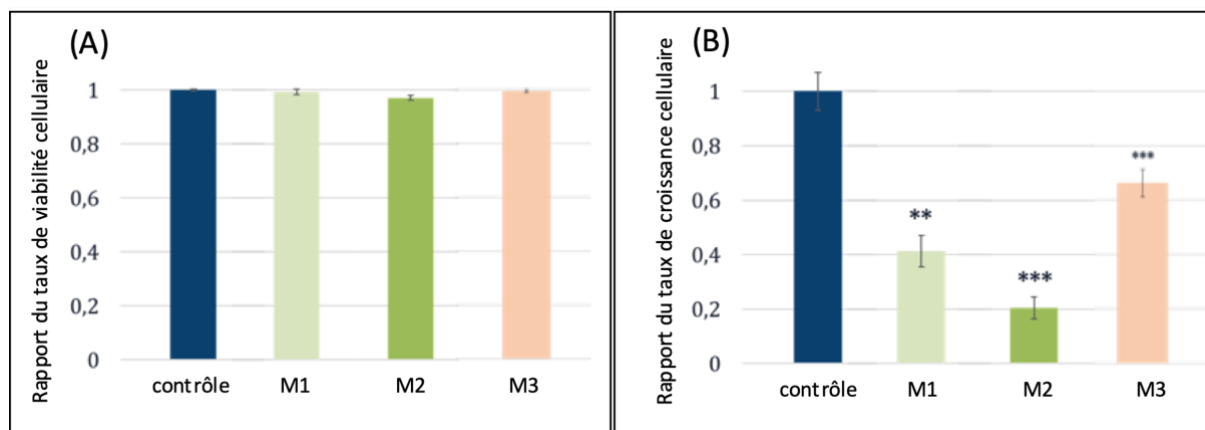 (A)
Rapport du taux de viabilité cellulaire
1
0,8
0,6
0,4
0,2
0
contrôle M1 M2 M3
(B)
Rapport du taux de croissance cellulaire
1
0,8
0,6
0,4
0,2
0
**
***
***
contrôle M1 M2 M3